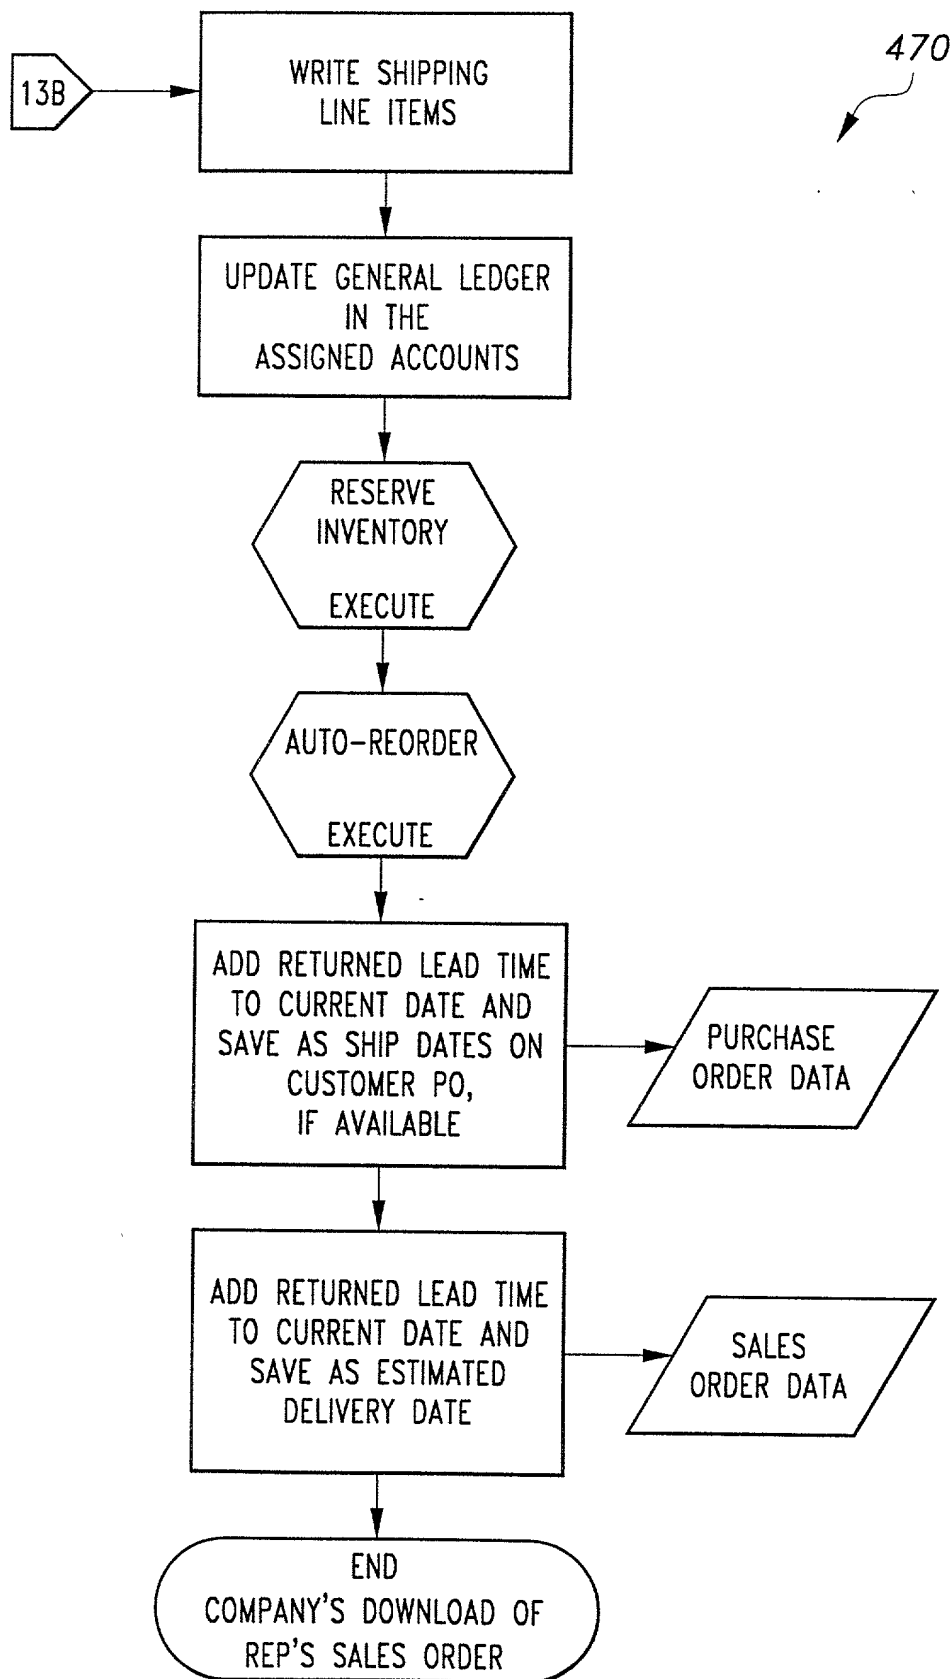 470
13B
WRITE SHIPPING
LINE ITEMS
UPDATE GENERAL LEDGER
IN THE
ASSIGNED ACCOUNTS
RESERVE
INVENTORY
EXECUTE
AUTO-REORDER
EXECUTE
ADD RETURNED LEAD TIME
TO CURRENT DATE AND
SAVE AS SHIP DATES ON
CUSTOMER PO,
IF AVAILABLE
PURCHASE
ORDER DATA
ADD RETURNED LEAD TIME
TO CURRENT DATE AND
SAVE AS ESTIMATED
DELIVERY DATE
SALES
ORDER DATA
END
COMPANY'S DOWNLOAD OF
REP'S SALES ORDER